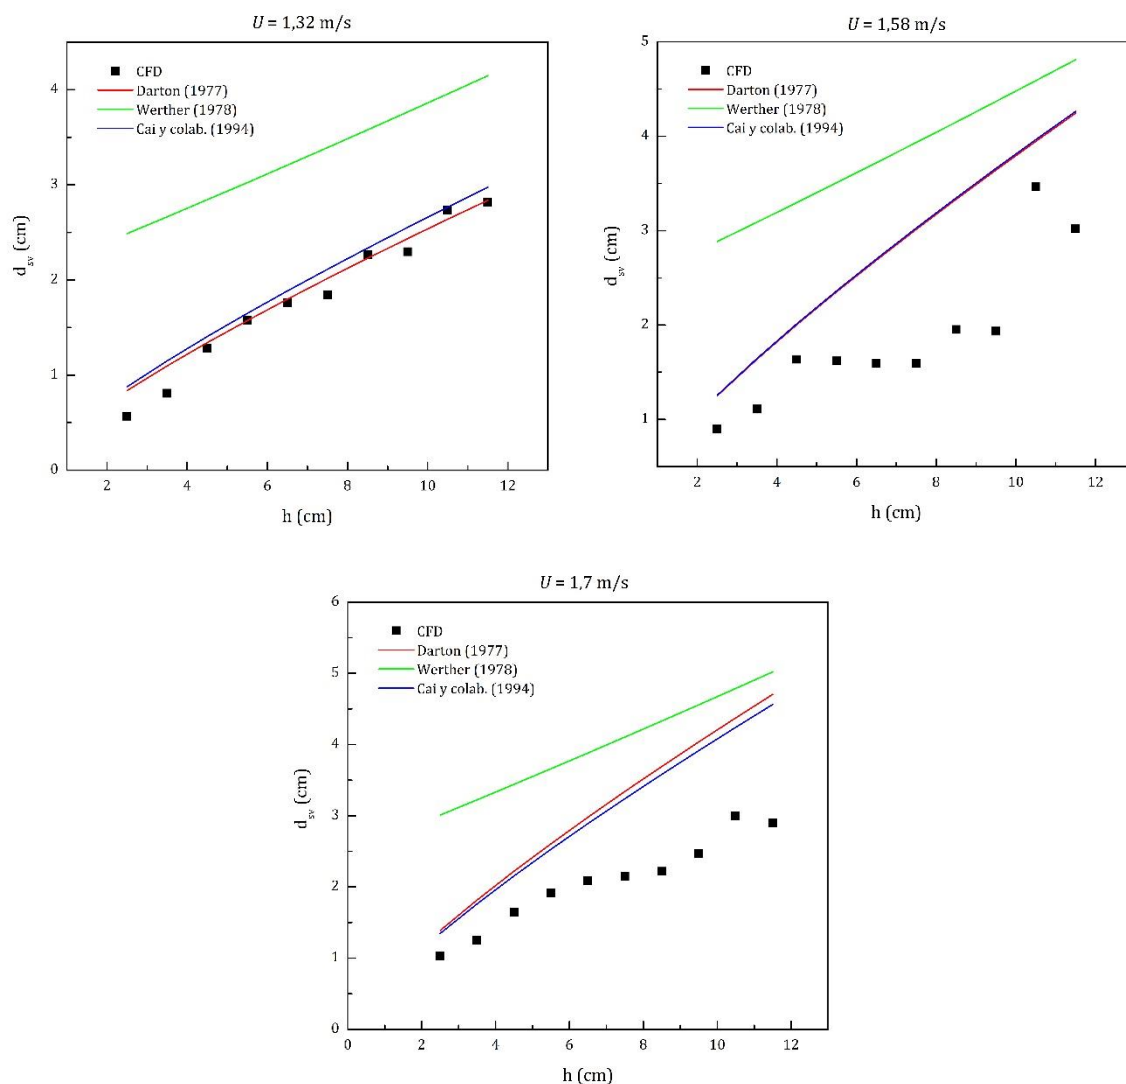 U = 1,32 m/s
CFD
Darton (1977)
Werther (1978)
Cai y colab. (1994)
d_sv (cm)
4
3
2
1
0
2 4 6 8 10 12
h (cm)
U = 1,58 m/s
CFD
Darton (1977)
Werther (1978)
Cai y colab. (1994)
d_sv (cm)
5
4
3
2
1
2 4 6 8 10 12
h (cm)
U = 1,7 m/s
CFD
Darton (1977)
Werther (1978)
Cai y colab. (1994)
d_sv (cm)
6
5
4
3
2
1
0
0 2 4 6 8 10 12
h (cm)